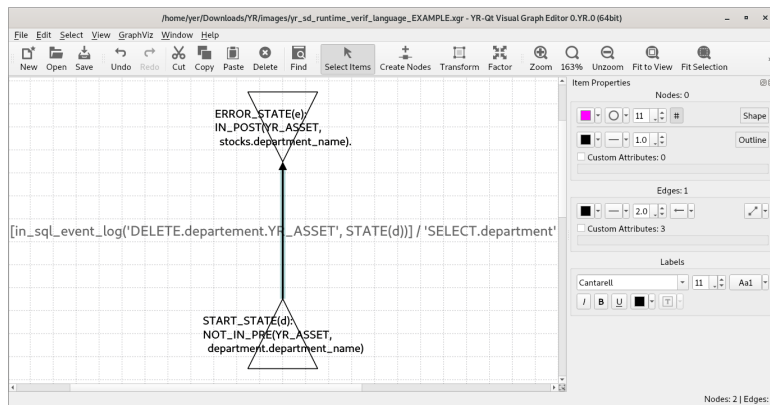 /home/yer/Downloads/YR/images/yr_sd_runtime_verif_language_EXAMPLE.xgr - YR-Qt Visual Graph Editor 0.YR.0 (64bit)
File Edit Select View GraphViz Window Help
New Open Save Undo Redo Cut Copy Paste Delete Find Select Items Create Nodes Transform Factor Zoom 163% Unzoom Fit to View Fit Selection
Item Properties
Nodes: 0
11 # Shape
1.0 Outline
Custom Attributes: 0
Edges: 1
2.0
Custom Attributes: 3
Labels
Cantarell 11 Aa1
I B U T
ERROR_STATE(e):
IN_POST(YR_ASSET,
stocks.department_name).
[in_sql_event_log('DELETE.departement.YR_ASSET', STATE(d))] / 'SELECT.department'
START_STATE(d):
NOT_IN_PRE(YR_ASSET,
department.department_name)
Nodes: 2 | Edges: